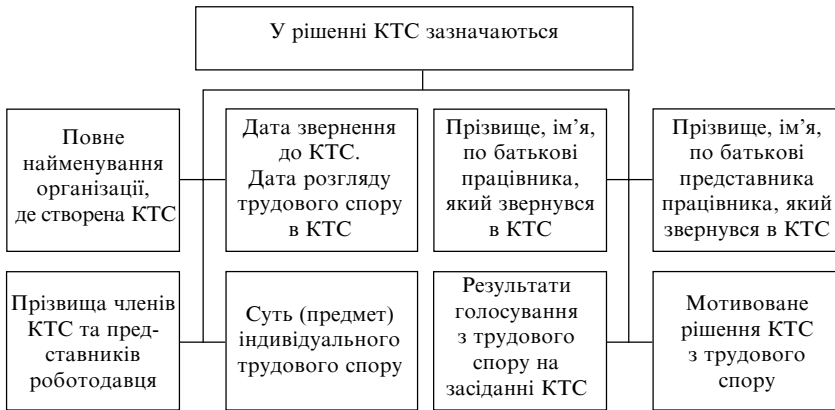 У рішенні КТС зазначаються
Повне
найменування
організації,
де створена КТС
Дата звернення
до КТС.
Дата розгляду
трудового спору
в КТС
Прізвище, ім’я,
по батькові
працівника,
який звернувся
в КТС
Прізвище, ім’я,
по батькові
представника
працівника, який
звернувся в КТС
Прізвища членів
КТС та пред-
ставників
роботодавця
Суть (предмет)
індивідуального
трудового спору
Результати
голосування
з трудового
спору на
засіданні КТС
Мотивоване
рішення КТС
з трудового
спору